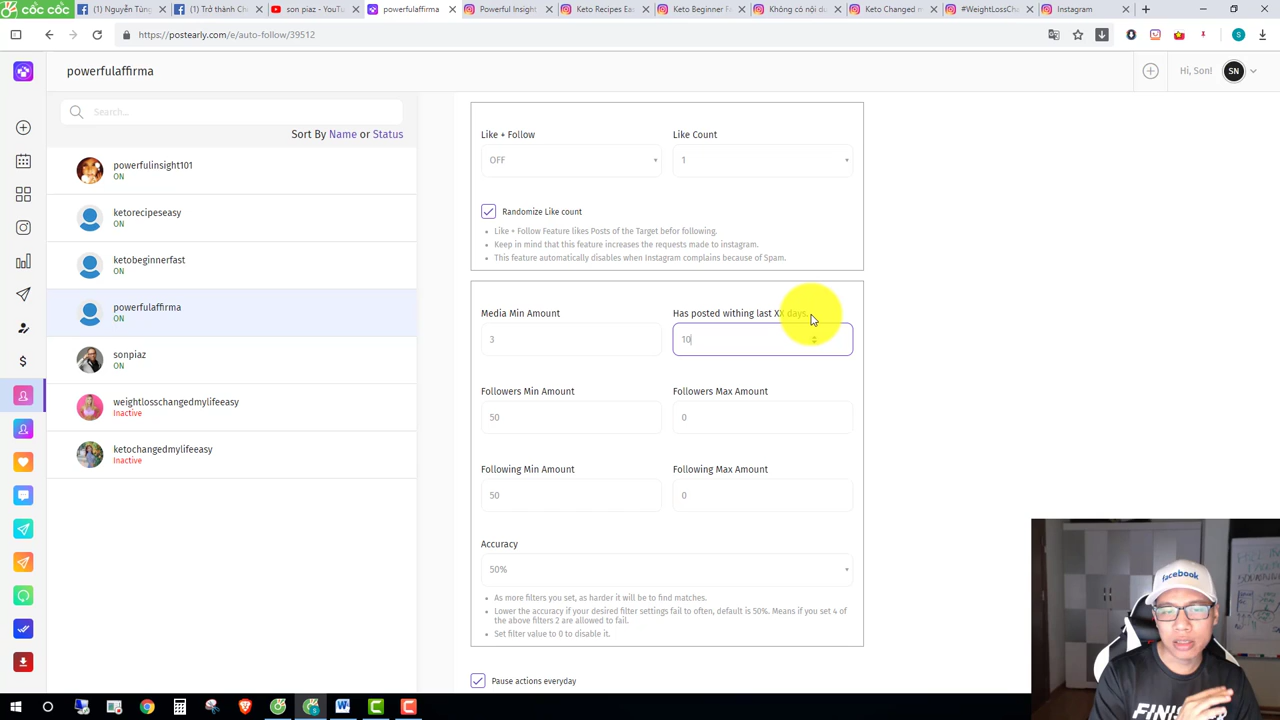 CỐC CỐC
(1) Nguyễn Tùng
(1) Trở thành Chi
son piaz - YouTu
powerfulaffirma
Powerful Insight
Keto Recipes Eas
Keto Beginner Fa
Không có nội du
Keto Changed m
#WeightLossCha
Instagram
https://postearly.com/e/auto-follow/39512
S
powerfulaffirma
Hi, Son!
SN
Search...
Sort By Name or Status
powerfulinsight101
ON
ketorecipeseasy
ON
ketobeginnerfast
ON
powerfulaffirma
ON
sonpiaz
ON
weightlosschangedmylifeeasy
Inactive
ketochangedmylifeeasy
Inactive
Like + Follow
Like Count
OFF
1
Randomize Like count
Like + Follow Feature likes Posts of the Target befor following.
Keep in mind that this feature increases the requests made to instagram.
This feature automatically disables when Instagram complains because of Spam.
Media Min Amount
Has posted withing last XX days.
3
10
Followers Min Amount
Followers Max Amount
50
0
Following Min Amount
Following Max Amount
50
0
Accuracy
50%
As more filters you set, as harder it will be to find matches.
Lower the accuracy if your desired filter settings fail to often, default is 50%. Means if you set 4 of
the above filters 2 are allowed to fail.
Set filter value to 0 to disable it.
Pause actions everyday
facebook